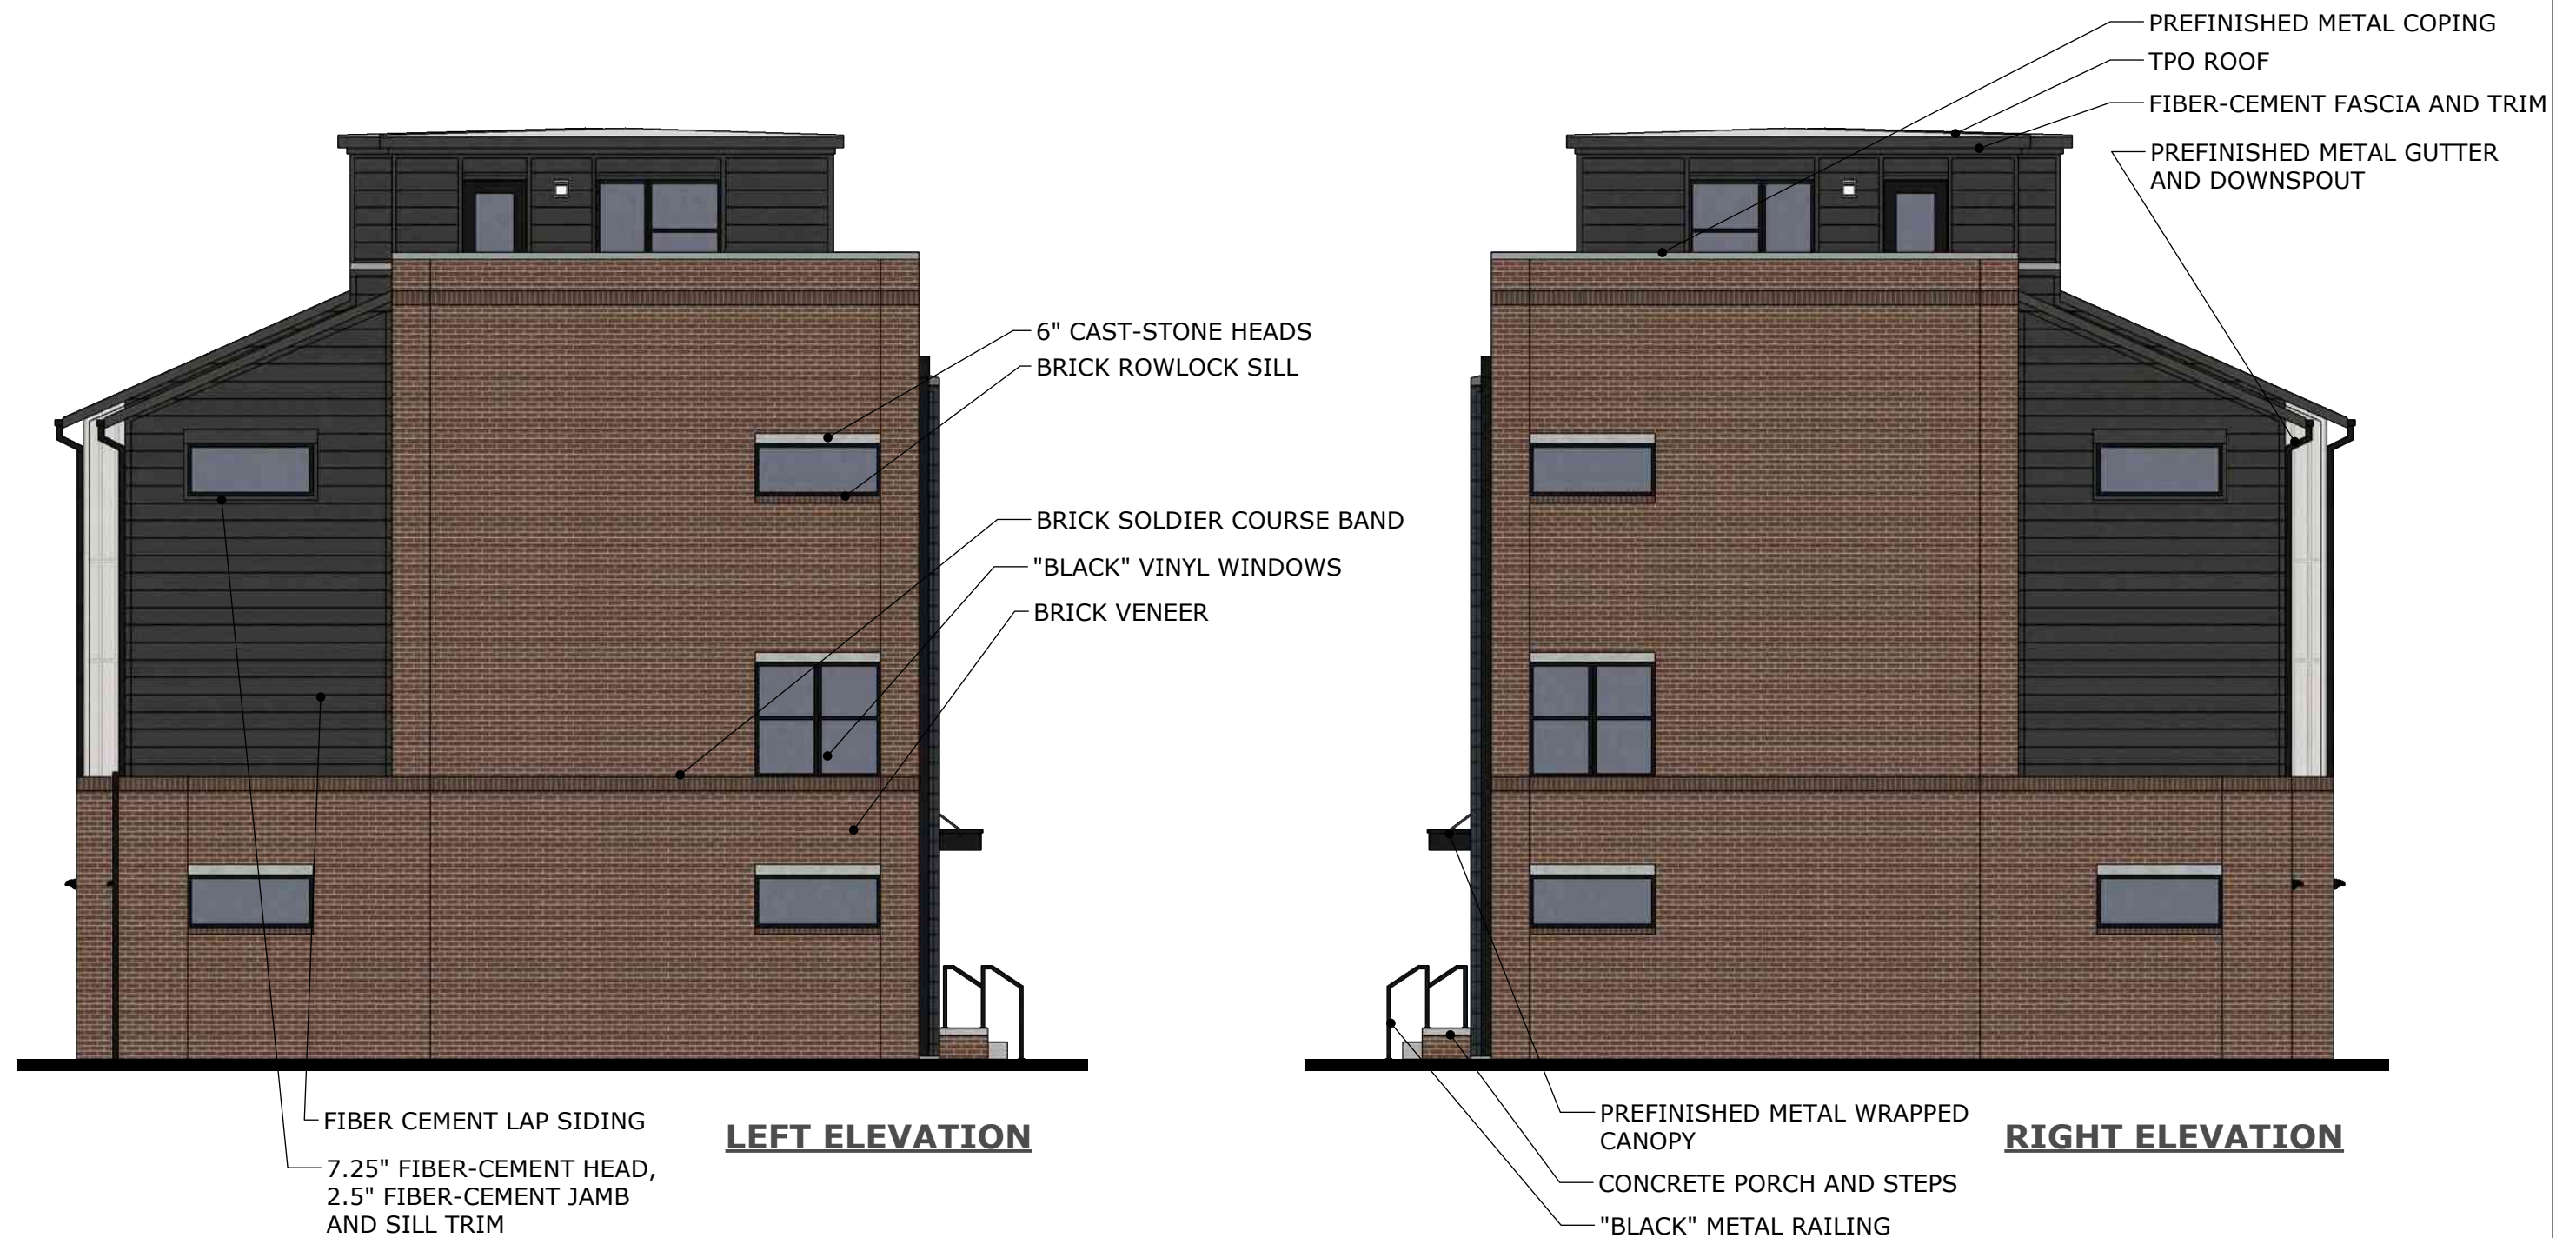 PREFINISHED METAL COPING
TPO ROOF
FIBER-CEMENT FASCIA AND TRIM
PREFINISHED METAL GUTTER
AND DOWNSPOUT
6" CAST-STONE HEADS
BRICK ROWLOCK SILL
BRICK SOLDIER COURSE BAND
"BLACK" VINYL WINDOWS
BRICK VENEER
FIBER CEMENT LAP SIDING
7.25" FIBER-CEMENT HEAD,
2.5" FIBER-CEMENT JAMB
AND SILL TRIM
LEFT ELEVATION
PREFINISHED METAL WRAPPED
CANOPY
CONCRETE PORCH AND STEPS
"BLACK" METAL RAILING
RIGHT ELEVATION